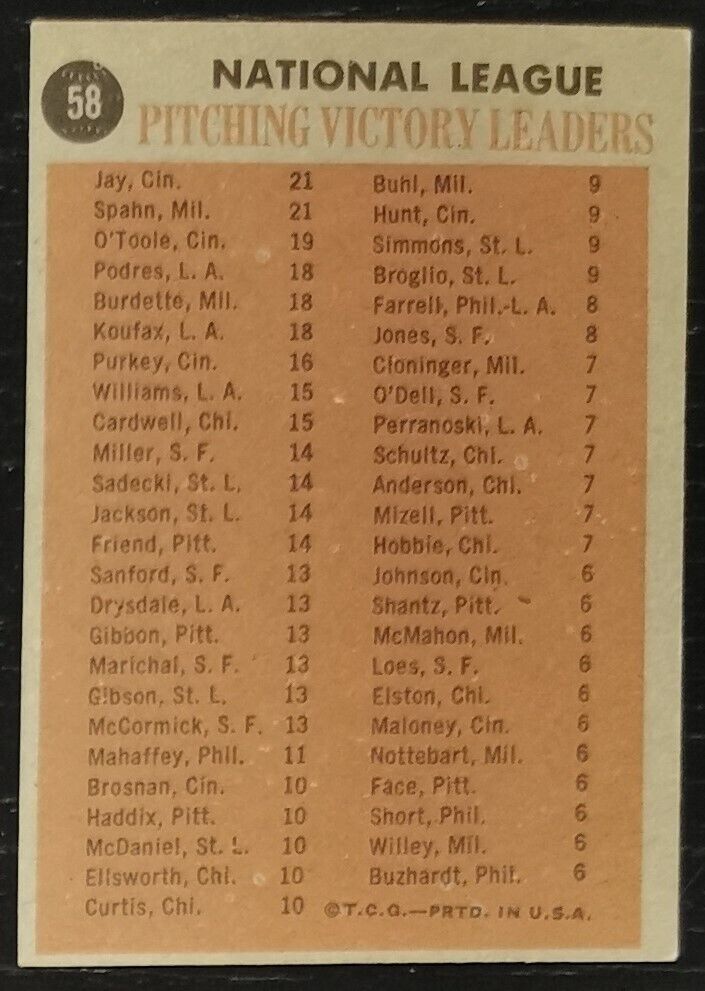 58
NATIONAL LEAGUE
PITCHING VICTORY LEADERS
Jay, Cin. 21
Spahn, Mil. 21
O'Toole, Cin. 19
Podres, L. A. 18
Burdette, Mil. 18
Koufax, L. A. 18
Purkey, Cin. 16
Williams, L. A. 15
Cardwell, Chi. 15
Miller, S. F. 14
Sadecki, St. L. 14
Jackson, St. L. 14
Friend, Pitt. 14
Sanford, S. F. 13
Drysdale, L. A. 13
Gibbon, Pitt. 13
Marichal, S. F. 13
Gibson, St. L. 13
McCormick, S. F. 13
Mahaffey, Phil. 11
Brosnan, Cin. 10
Haddix, Pitt. 10
McDaniel, St. L. 10
Ellsworth, Chi. 10
Curtis, Chi. 10
Buhl, Mil. 9
Hunt, Cin. 9
Simmons, St. L. 9
Broglio, St. L. 9
Farrell, Phil.-L. A. 8
Jones, S. F. 8
Cloninger, Mil. 7
O'Dell, S. F. 7
Perranoski, L. A. 7
Schultz, Chi. 7
Anderson, Chi. 7
Mizell, Pitt. 7
Hobbie, Chi. 7
Johnson, Cin. 6
Shantz, Pitt. 6
McMahon, Mil. 6
Loes, S. F. 6
Elston, Chi. 6
Maloney, Cin. 6
Nottebart, Mil. 6
Face, Pitt. 6
Short, Phil. 6
Willey, Mil. 6
Buzhardt, Phil. 6
©T.C.G.—PRTD. IN U.S.A.